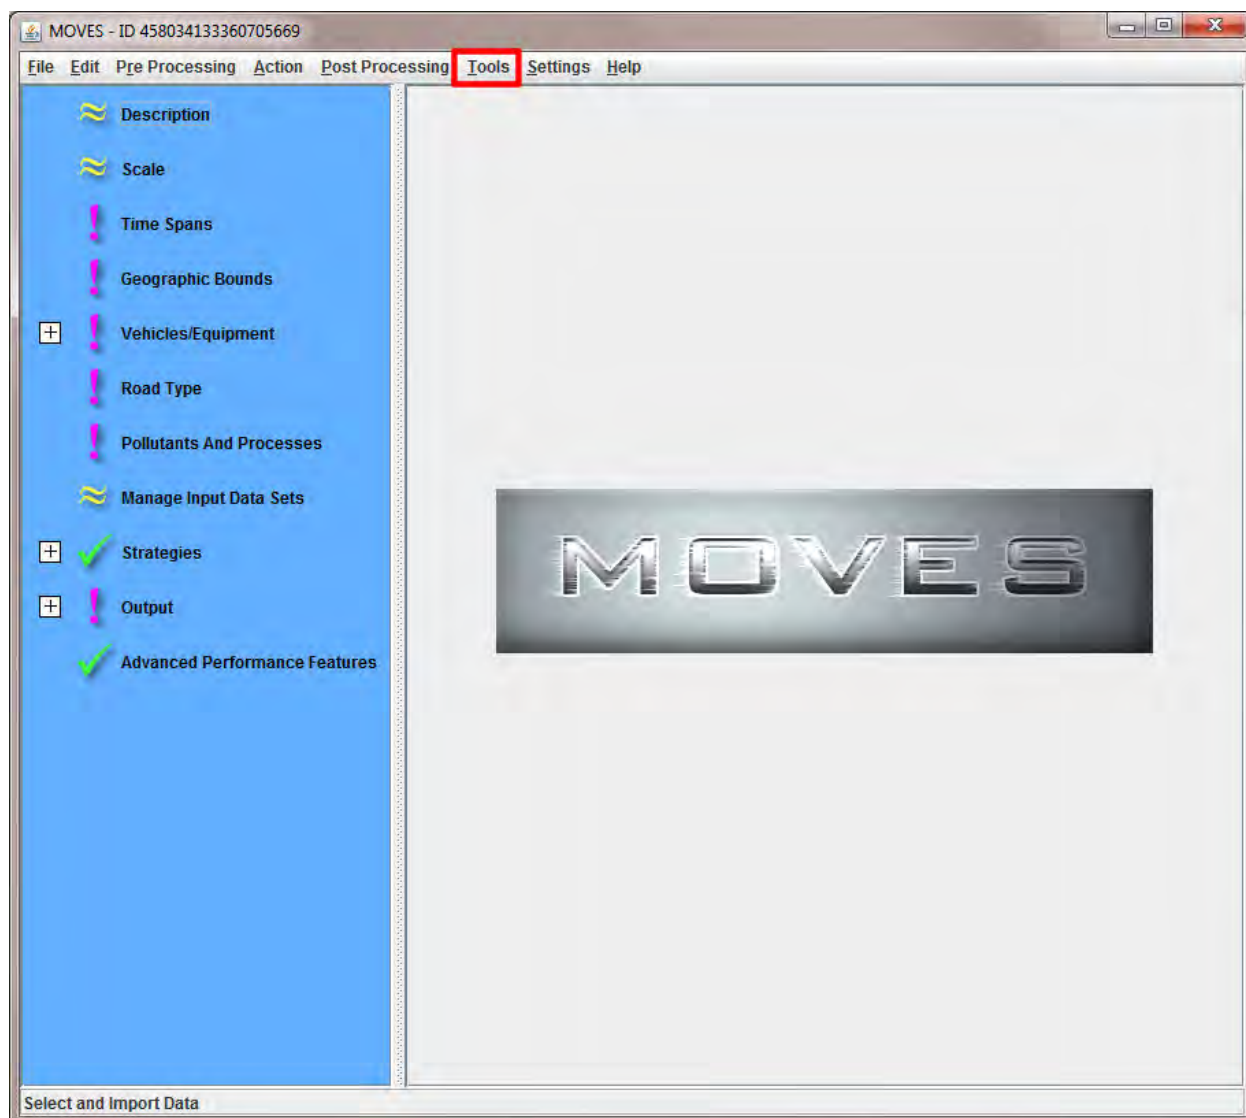 MOVES - ID 458034133360705669
File Edit Pre Processing Action Post Processing Tools Settings Help
Description
Scale
Time Spans
Geographic Bounds
Vehicles/Equipment
Road Type
Pollutants And Processes
Manage Input Data Sets
Strategies
Output
Advanced Performance Features
MOVES
Select and Import Data